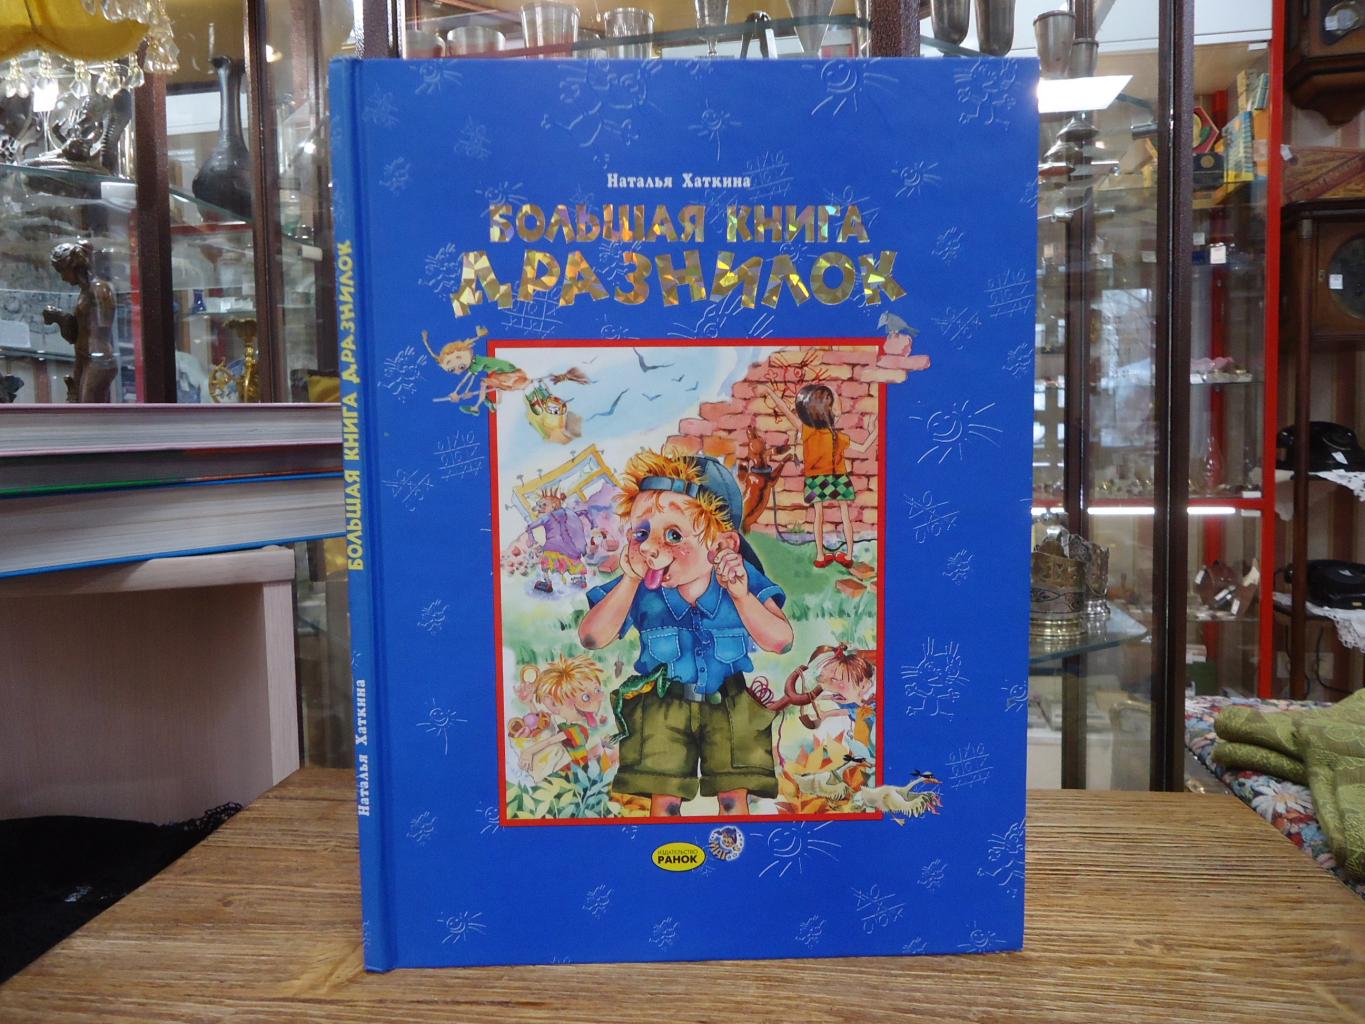 Наталья Хаткина
БОЛЬШАЯ КНИГА
ДРАЗНИЛОК
ИЗДАТЕЛЬСТВО
РАНОК
Наталья Хаткина БОЛЬШАЯ КНИГА ДРАЗНИЛОК